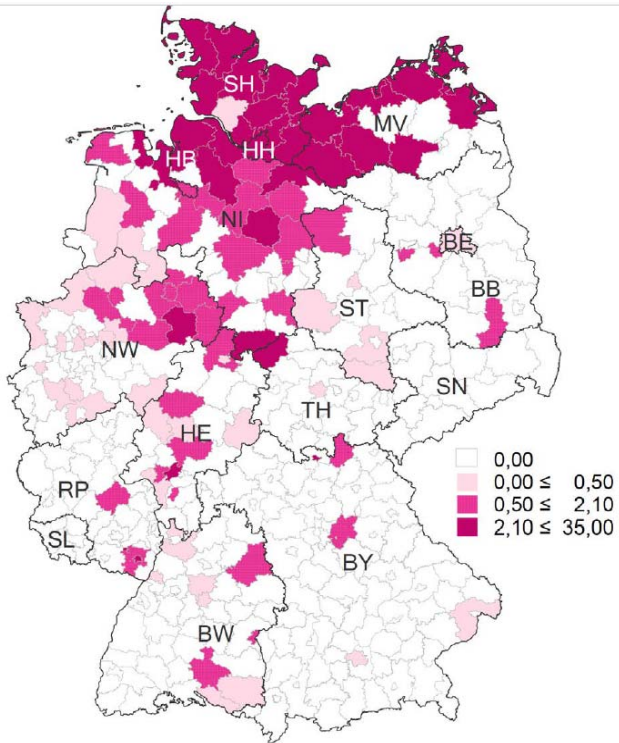 SH
MV
HH
HB
NI
BE
ST
BB
NW
SN
TH
HE
0,00
0,00 ≤ 0,50
0,50 ≤ 2,10
2,10 ≤ 35,00
RP
SL
BY
BW